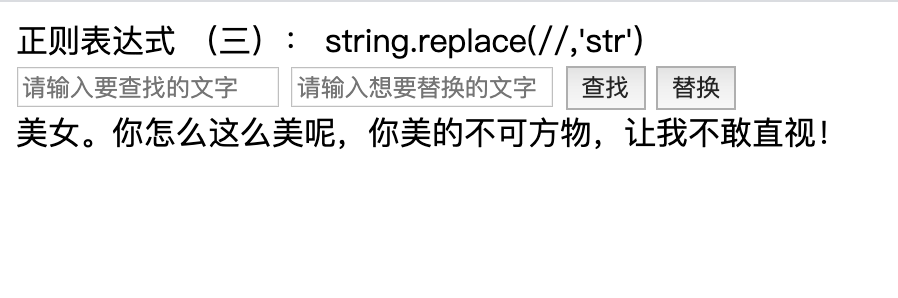 正则表达式 （三）： string.replace(//,'str')
请输入要查找的文字 请输入想要替换的文字 查找 替换
美女。你怎么这么美呢，你美的不可方物，让我不敢直视！